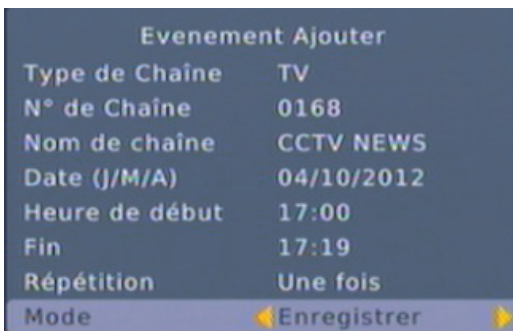 Evenement Ajouter
Type de Chaîne TV
N° de Chaîne 0168
Nom de chaîne CCTV NEWS
Date (J/M/A) 04/10/2012
Heure de début 17:00
Fin 17:19
Répétition Une fois
Mode Enregistrer